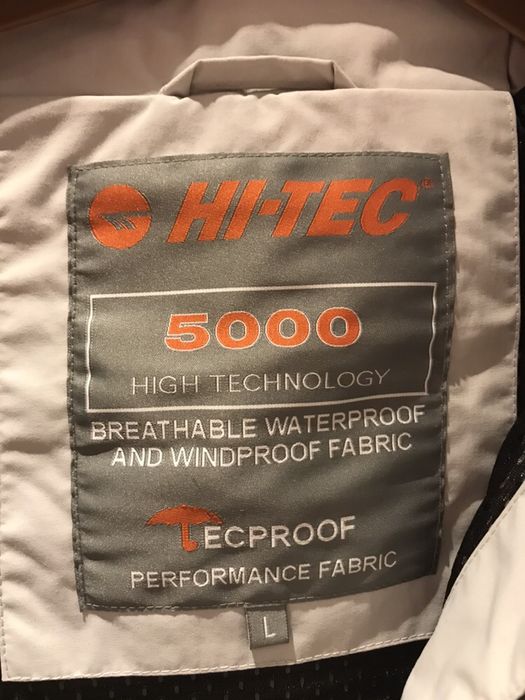 HI-TEC®
5000
HIGH TECHNOLOGY
BREATHABLE WATERPROOF
AND WINDPROOF FABRIC
TECPROOF
PERFORMANCE FABRIC
L